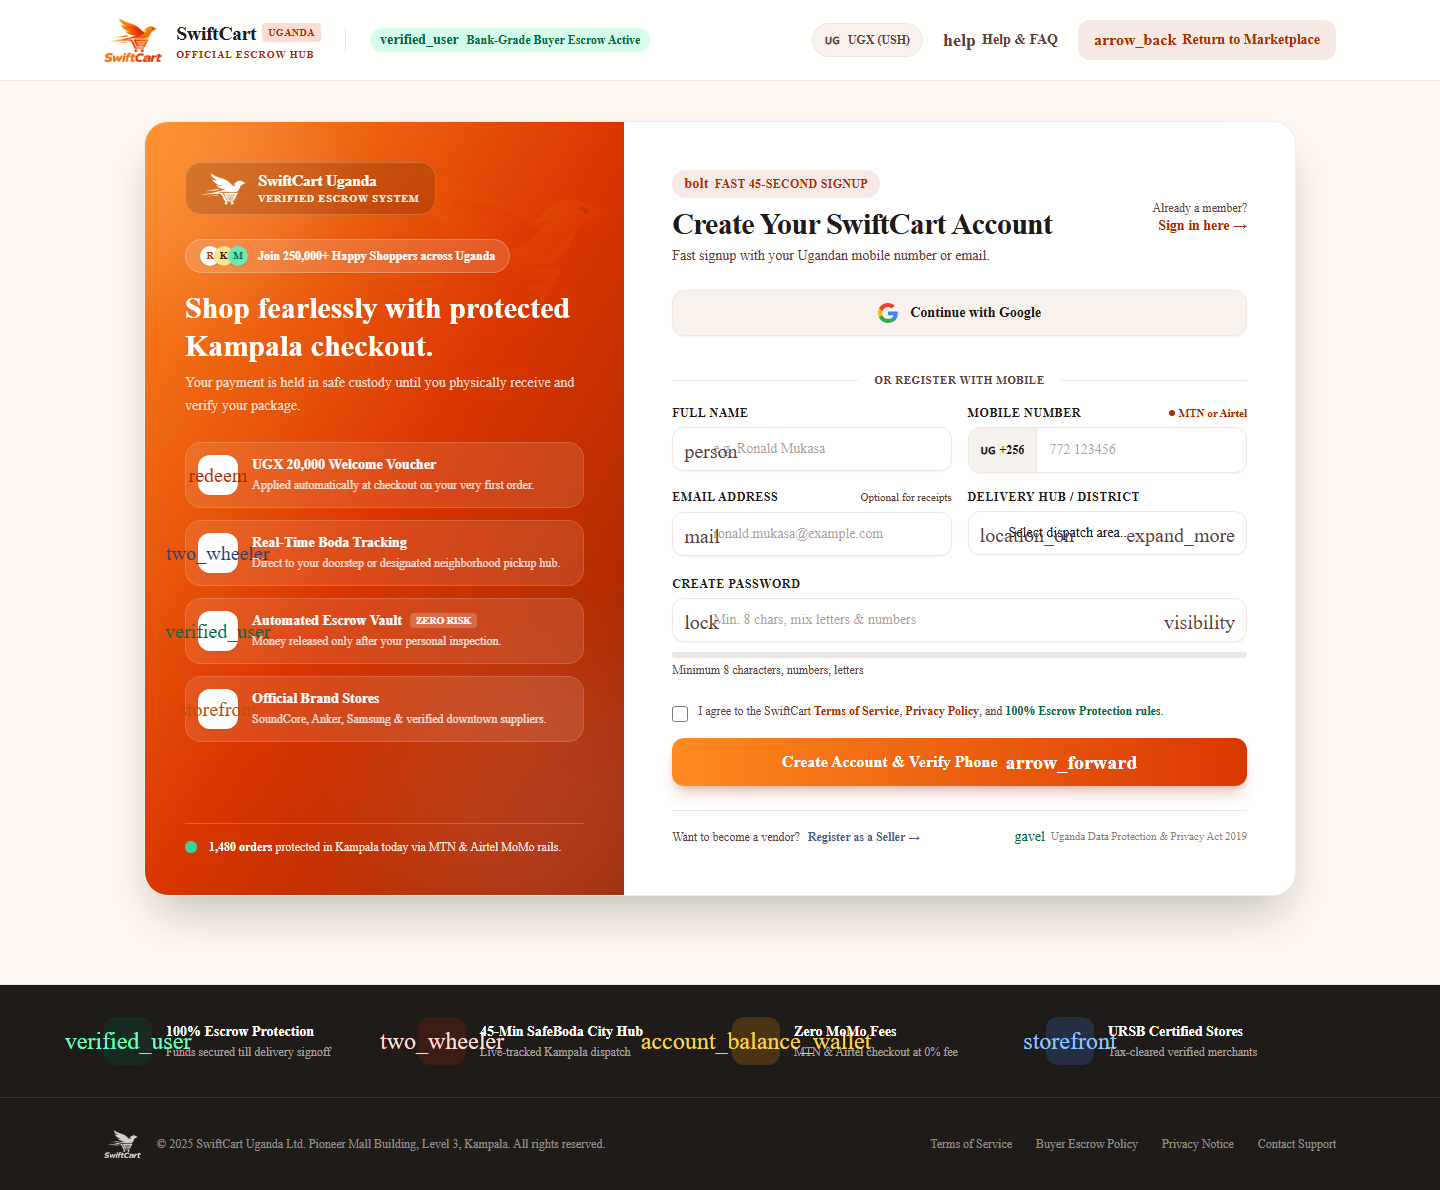 SwiftCart
SwiftCart UGANDA
OFFICIAL ESCROW HUB
verified_user Bank-Grade Buyer Escrow Active
UG UGX (USH)
help Help & FAQ
arrow_back Return to Marketplace
SwiftCart Uganda
VERIFIED ESCROW SYSTEM
R K M Join 250,000+ Happy Shoppers across Uganda
Shop fearlessly with protected
Kampala checkout.
Your payment is held in safe custody until you physically receive and
verify your package.
redeem
UGX 20,000 Welcome Voucher
Applied automatically at checkout on your very first order.
two_wheeler
Real-Time Boda Tracking
Direct to your doorstep or designated neighborhood pickup hub.
verified_user
Automated Escrow Vault ZERO RISK
Money released only after your personal inspection.
storefront
Official Brand Stores
SoundCore, Anker, Samsung & verified downtown suppliers.
1,480 orders protected in Kampala today via MTN & Airtel MoMo rails.
bolt FAST 45-SECOND SIGNUP
Create Your SwiftCart Account
Fast signup with your Ugandan mobile number or email.
Already a member?
Sign in here →
Continue with Google
OR REGISTER WITH MOBILE
FULL NAME
person e.g. Ronald Mukasa
MOBILE NUMBER MTN or Airtel
UG +256 772 123456
EMAIL ADDRESS Optional for receipts
mail ronald.mukasa@example.com
DELIVERY HUB / DISTRICT
location_on Select dispatch area... expand_more
CREATE PASSWORD
lock Min. 8 chars, mix letters & numbers visibility
Minimum 8 characters, numbers, letters
I agree to the SwiftCart Terms of Service, Privacy Policy, and 100% Escrow Protection rules.
Create Account & Verify Phone arrow_forward
Want to become a vendor? Register as a Seller →
gavel Uganda Data Protection & Privacy Act 2019
verified_user
100% Escrow Protection
Funds secured till delivery signoff
two_wheeler
45-Min SafeBoda City Hub
Live-tracked Kampala dispatch
account_balance_wallet
Zero MoMo Fees
MTN & Airtel checkout at 0% fee
storefront
URSB Certified Stores
Tax-cleared verified merchants
SwiftCart
© 2025 SwiftCart Uganda Ltd. Pioneer Mall Building, Level 3, Kampala. All rights reserved.
Terms of Service Buyer Escrow Policy Privacy Notice Contact Support